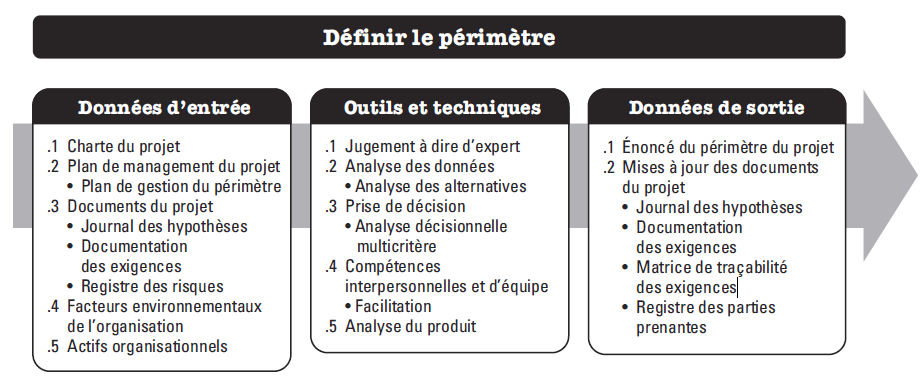 Définir le périmètre
Données d'entrée
.1 Charte du projet
.2 Plan de management du projet
• Plan de gestion du périmètre
.3 Documents du projet
• Journal des hypothèses
• Documentation
des exigences
• Registre des risques
.4 Facteurs environnementaux
de l'organisation
.5 Actifs organisationnels
Outils et techniques
.1 Jugement à dire d'expert
.2 Analyse des données
• Analyse des alternatives
.3 Prise de décision
• Analyse décisionnelle
multicritère
.4 Compétences
interpersonnelles et d'équipe
• Facilitation
.5 Analyse du produit
Données de sortie
.1 Énoncé du périmètre du projet
.2 Mises à jour des documents
du projet
• Journal des hypothèses
• Documentation
des exigences
• Matrice de traçabilité
des exigences
• Registre des parties
prenantes